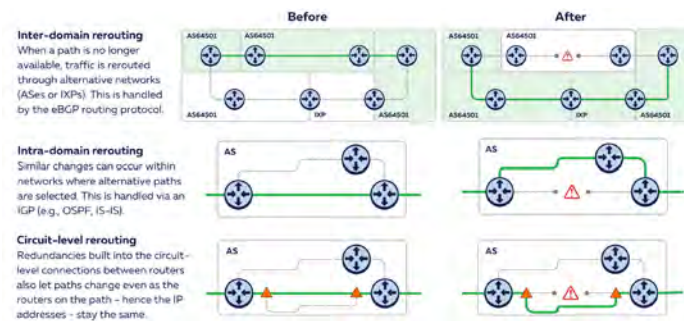 Before
After
Inter-domain rerouting
When a path is no longer
available, traffic is rerouted
through alternative networks
(ASes or IXPs). This is handled
by the eBGP routing protocol.
AS64501
AS64501
AS64501
IXP
AS64501
AS64501
AS64501
AS64501
IXP
AS64501
Intra-domain rerouting
Similar changes can occur within
networks where alternative paths
are selected. This is handled via an
IGP (e.g., OSPF, IS-IS).
AS
AS
Circuit-level rerouting
Redundancies built into the circuit-
level connections between routers
also let paths change even as the
routers on the path – hence the IP
addresses – stay the same.
AS
AS